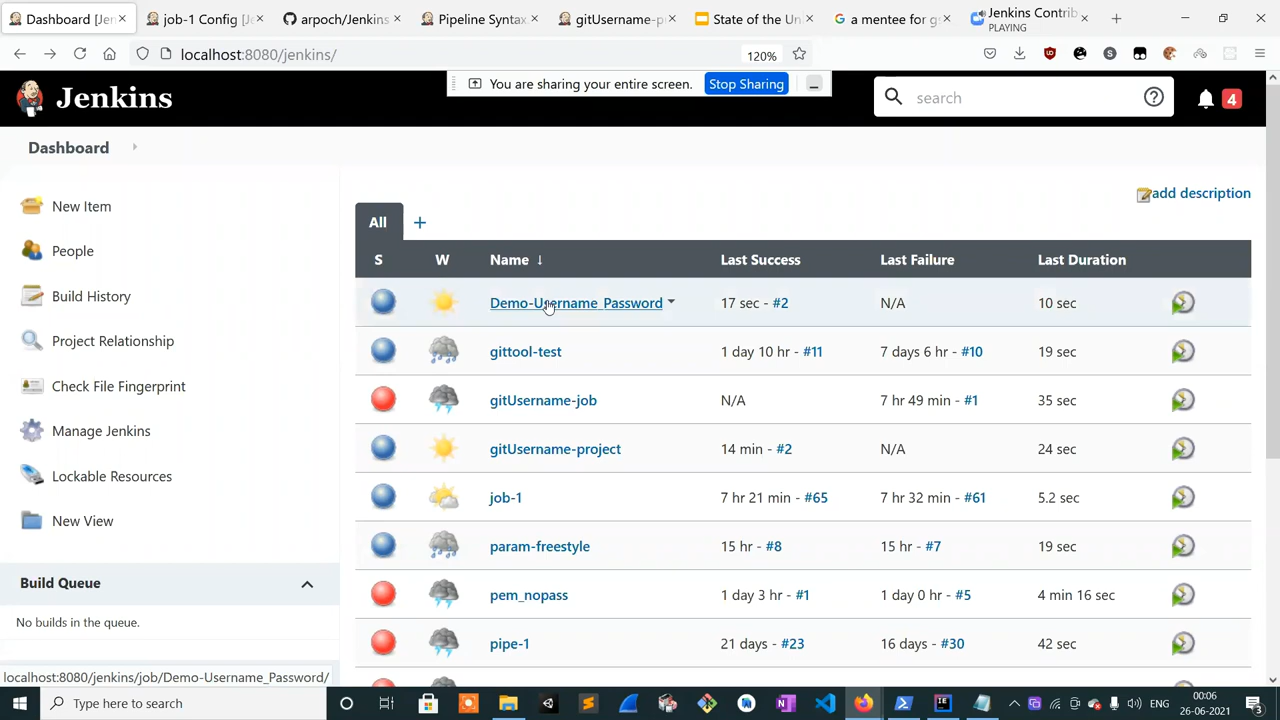 Dashboard [Jen
job-1 Config [J
arpoch/Jenkins
Pipeline Syntax
gitUsername-p
State of the Un
a mentee for gs
Jenkins Contrib
PLAYING
localhost:8080/jenkins/
120%
Jenkins
You are sharing your entire screen.
Stop Sharing
search
4
Dashboard
New Item
People
Build History
Project Relationship
Check File Fingerprint
Manage Jenkins
Lockable Resources
New View
Build Queue
No builds in the queue.
add description
All +
S W Name ↓ Last Success Last Failure Last Duration
Demo-Username_Password 17 sec - #2 N/A 10 sec
gittool-test 1 day 10 hr - #11 7 days 6 hr - #10 19 sec
gitUsername-job N/A 7 hr 49 min - #1 35 sec
gitUsername-project 14 min - #2 N/A 24 sec
job-1 7 hr 21 min - #65 7 hr 32 min - #61 5.2 sec
param-freestyle 15 hr - #8 15 hr - #7 19 sec
pem_nopass 1 day 3 hr - #1 1 day 0 hr - #5 4 min 16 sec
pipe-1 21 days - #23 16 days - #30 42 sec
localhost:8080/jenkins/job/Demo-Username_Password/
Type here to search
ENG
00:06
26-06-2021
3